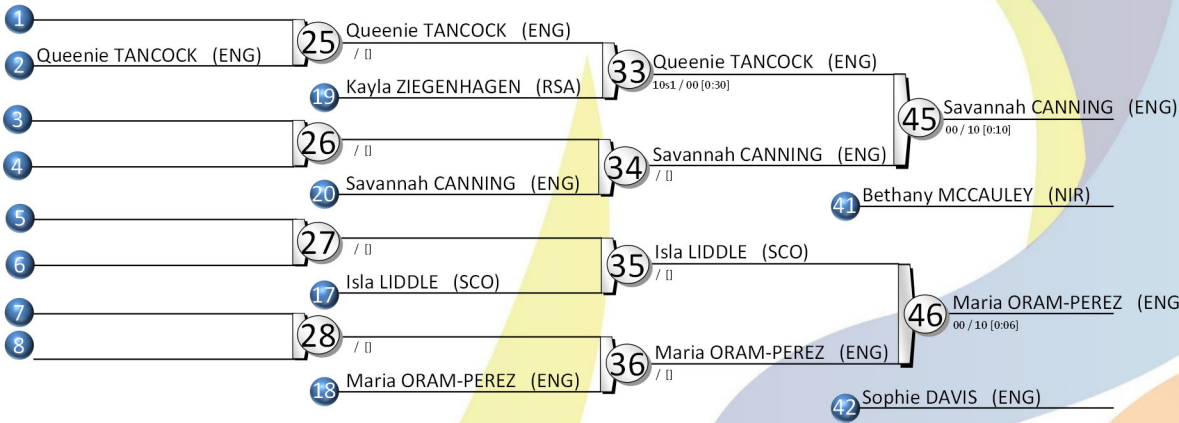 1
2 Queenie TANCOCK (ENG)
25 Queenie TANCOCK (ENG)
/ []
19 Kayla ZIEGENHAGEN (RSA)
33 Queenie TANCOCK (ENG)
10s1 / 00 [0:30]
3
4
26
/ []
20 Savannah CANNING (ENG)
34 Savannah CANNING (ENG)
/ []
45 Savannah CANNING (ENG)
00 / 10 [0:10]
41 Bethany MCCAULEY (NIR)
5
6
27
/ []
17 Isla LIDDLE (SCO)
35 Isla LIDDLE (SCO)
/ []
7
8
28
/ []
18 Maria ORAM-PEREZ (ENG)
36 Maria ORAM-PEREZ (ENG)
/ []
46 Maria ORAM-PEREZ (ENG
00 / 10 [0:06]
42 Sophie DAVIS (ENG)